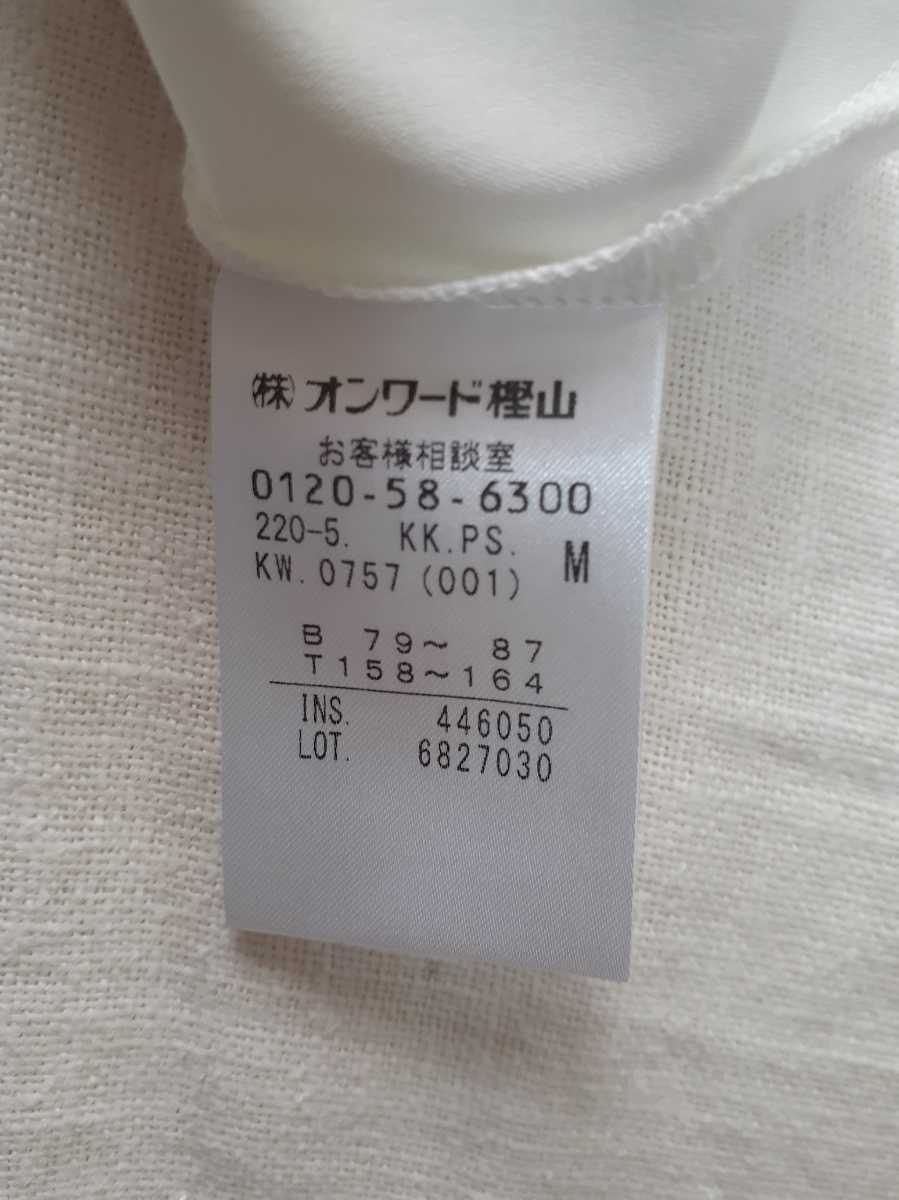 ㈱オンワード樫山
お客様相談室
0120-58-6300
220-5. KK.PS. M
KW.0757(001)
B 79〜 87
T158〜164
INS. 446050
LOT. 6827030